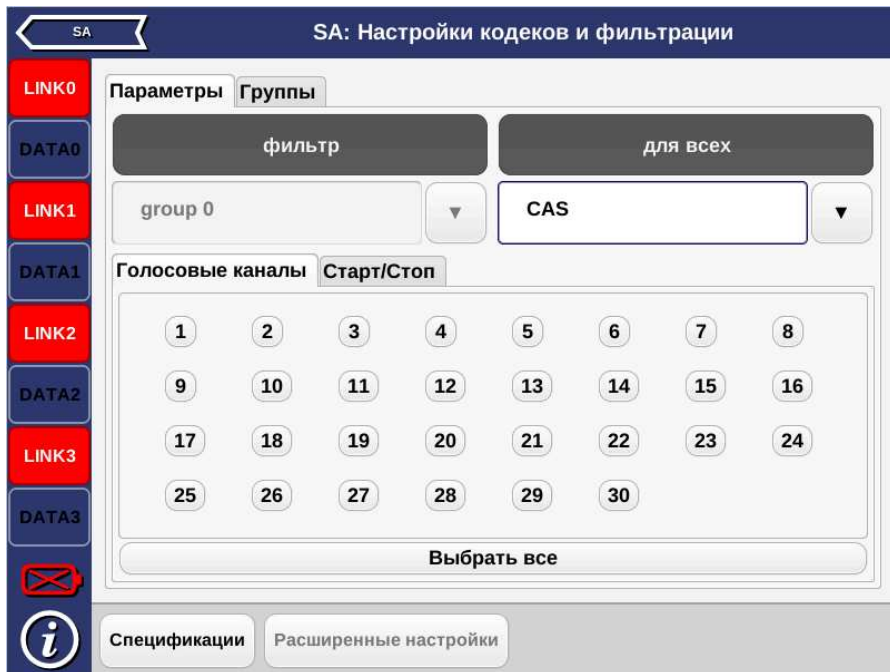 SA
SA: Настройки кодеков и фильтрации
LINK0
DATA0
LINK1
DATA1
LINK2
DATA2
LINK3
DATA3
Параметры Группы
фильтр для всех
group 0 ▼ CAS ▼
Голосовые каналы Старт/Стоп
1 2 3 4 5 6 7 8
9 10 11 12 13 14 15 16
17 18 19 20 21 22 23 24
25 26 27 28 29 30
Выбрать все
i
Спецификации Расширенные настройки